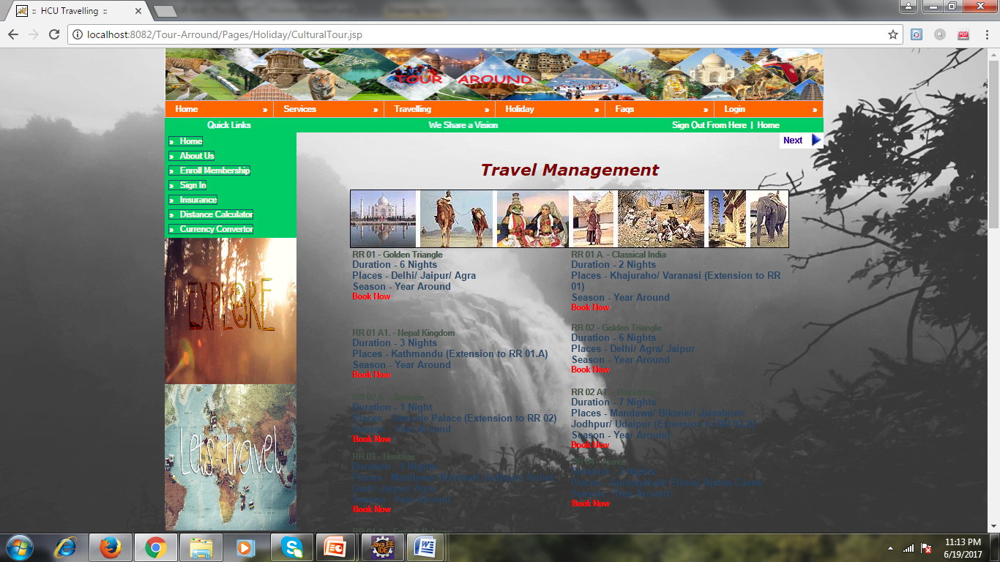 :: HCU Travelling ::
localhost:8082/Tour-Arround/Pages/Holiday/CulturalTour.jsp
TOUR AROUND
Home » Services » Travelling » Holiday » Faqs » Login »
Quick Links We Share a Vision Sign Out From Here | Home
» Home
» About Us
» Enroll Membership
» Sign In
» Insurance
» Distance Calculator
» Currency Convertor
EXPLORE
Lets travel
Next
Travel Management
RR 01 - Golden Triangle
Duration - 6 Nights
Places - Delhi/ Jaipur/ Agra
Season - Year Around
Book Now
RR 01 A. - Classical India
Duration - 2 Nights
Places - Khajuraho/ Varanasi (Extension to RR
01)
Season - Year Around
Book Now
RR 01 A1. - Nepal Kingdom
Duration - 3 Nights
Places - Kathmandu (Extension to RR 01.A)
Season - Year Around
Book Now
RR 02 - Golden Triangle
Duration - 6 Nights
Places - Delhi/ Agra/ Jaipur
Season - Year Around
Book Now
RR 02 A. - Samode
Duration - 1 Night
Places - Palace (Extension to RR 02)
Season - Year Around
Book Now
RR 02 A1. -
Duration - 7 Nights
Places - Mandawa/ Bikaner/ Jaisalmer/
Jodhpur/ Udaipur (Extension to RR 02.A)
Season - Year Around
Book Now
RR 03 - Heritage
Duration - 9 Nights
Places - Mandawa/
Garh/ Jaipur/ Agra
Season - Year Around
Book Now
Duration - Nights
Places - Aurangabad/ Ellora/ Ajanta Caves
Season - Year Around
Book Now
RR 04 A. - Forts & Palaces
PDF
Java EE
IDE
11:13 PM
6/19/2017